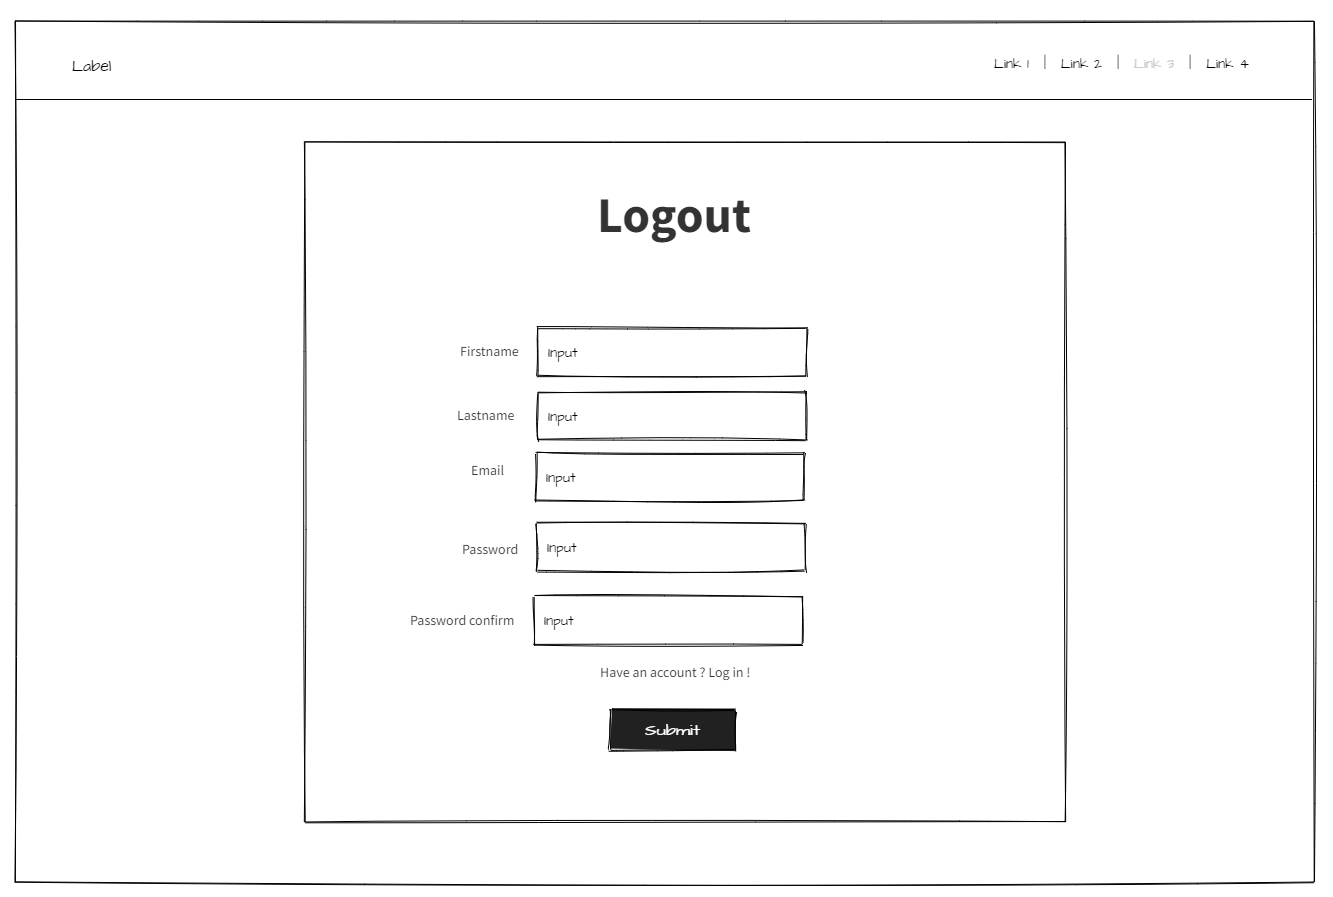 Label
Link 1 | Link 2 | Link 3 | Link 4
Logout
Firstname Input
Lastname Input
Email Input
Password Input
Password confirm Input
Have an account ? Log in !
Submit